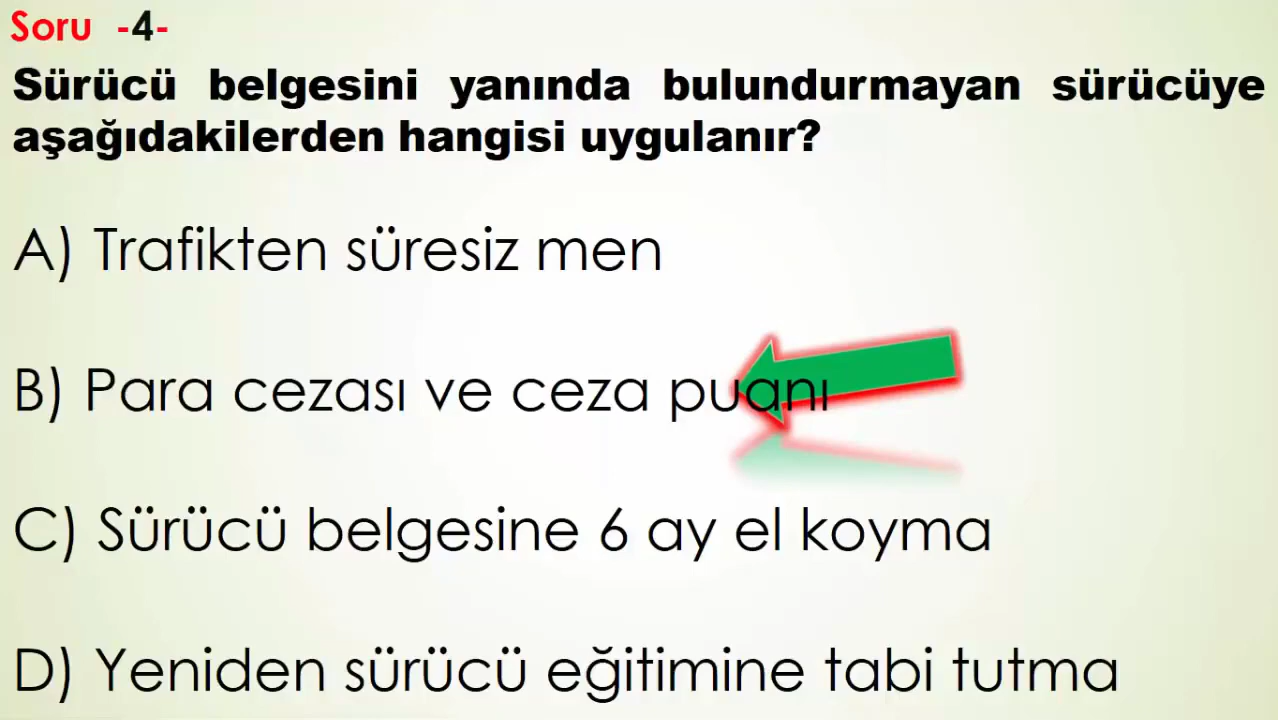 Soru -4-
Sürücü belgesini yanında bulundurmayan sürücüye
aşağıdakilerden hangisi uygulanır?
A) Trafikten süresiz men
B) Para cezası ve ceza puanı
C) Sürücü belgesine 6 ay el koyma
D) Yeniden sürücü eğitimine tabi tutma